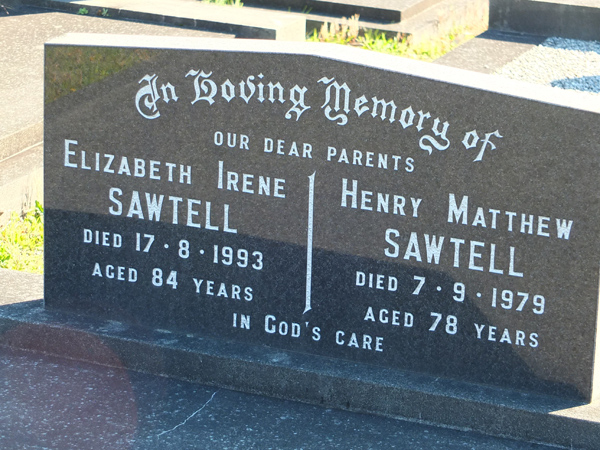 In Loving Memory of
OUR DEAR PARENTS
ELIZABETH IRENE
SAWTELL
DIED 17·8·1993
AGED 84 YEARS
HENRY MATTHEW
SAWTELL
DIED 7·9·1979
AGED 78 YEARS
IN GOD'S CARE